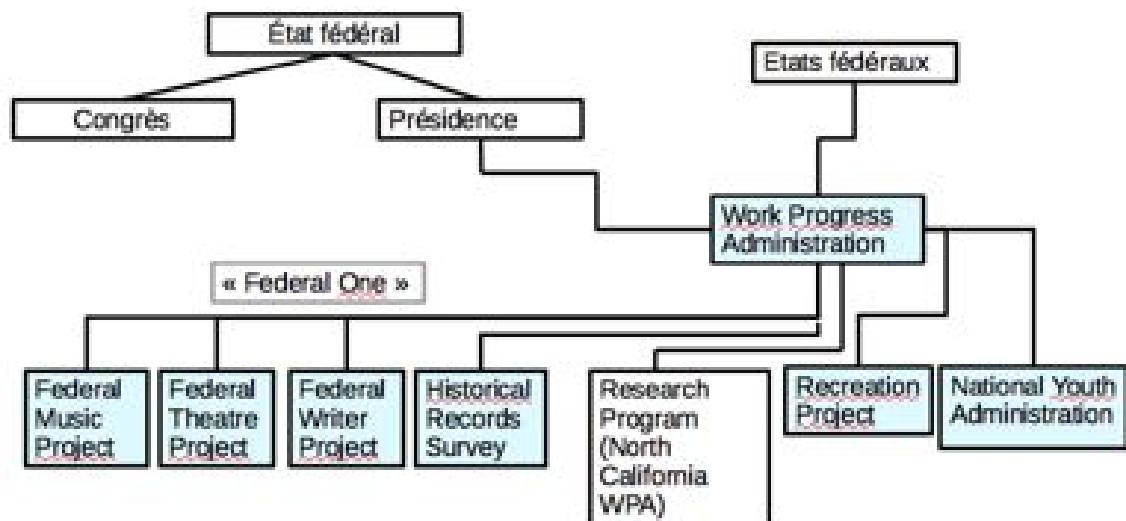 État fédéral
Etats fédéraux
Congrès
Présidence
Work Progress
Administration
« Federal One »
Federal
Music
Project
Federal
Theatre
Project
Federal
Writer
Project
Historical
Records
Survey
Research
Program
(North
California
WPA)
Recreation
Project
National Youth
Administration